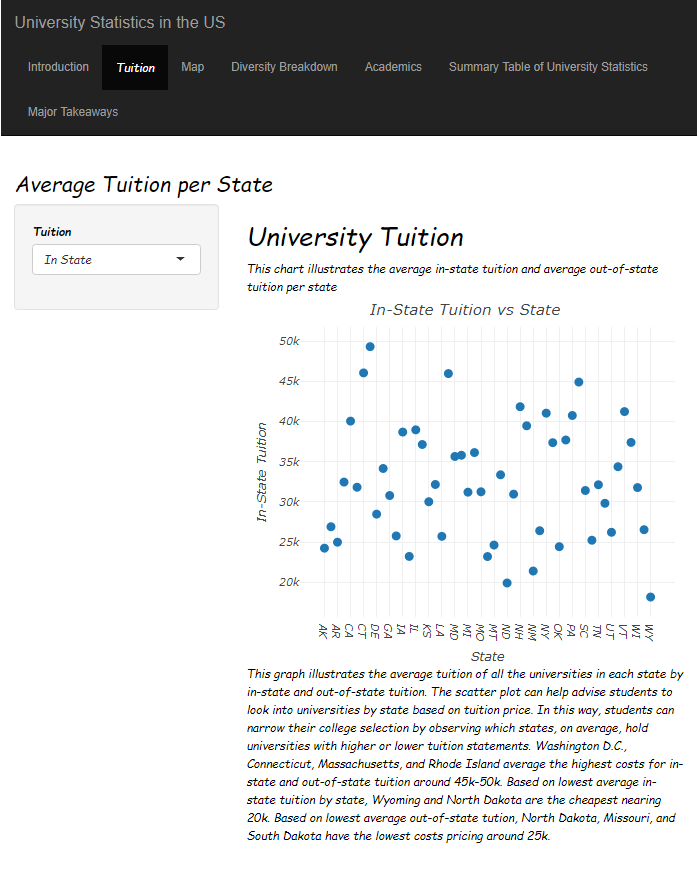 University Statistics in the US
Introduction
Tuition
Map
Diversity Breakdown
Academics
Summary Table of University Statistics
Major Takeaways
Average Tuition per State
Tuition
In State
University Tuition
This chart illustrates the average in-state tuition and average out-of-state
tuition per state
In-State Tuition vs State
50k
45k
40k
35k
30k
25k
20k
In-State Tuition
AK
AR
CA
CT
DE
GA
IA
IL
KS
LA
MD
MI
MO
MT
ND
NH
NM
NY
OK
PA
SC
TN
UT
VT
WI
WY
State
This graph illustrates the average tuition of all the universities in each state by
in-state and out-of-state tuition. The scatter plot can help advise students to
look into universities by state based on tuition price. In this way, students can
narrow their college selection by observing which states, on average, hold
universities with higher or lower tuition statements. Washington D.C.,
Connecticut, Massachusetts, and Rhode Island average the highest costs for in-
state and out-of-state tuition around 45k-50k. Based on lowest average in-
state tuition by state, Wyoming and North Dakota are the cheapest nearing
20k. Based on lowest average out-of-state tution, North Dakota, Missouri, and
South Dakota have the lowest costs pricing around 25k.